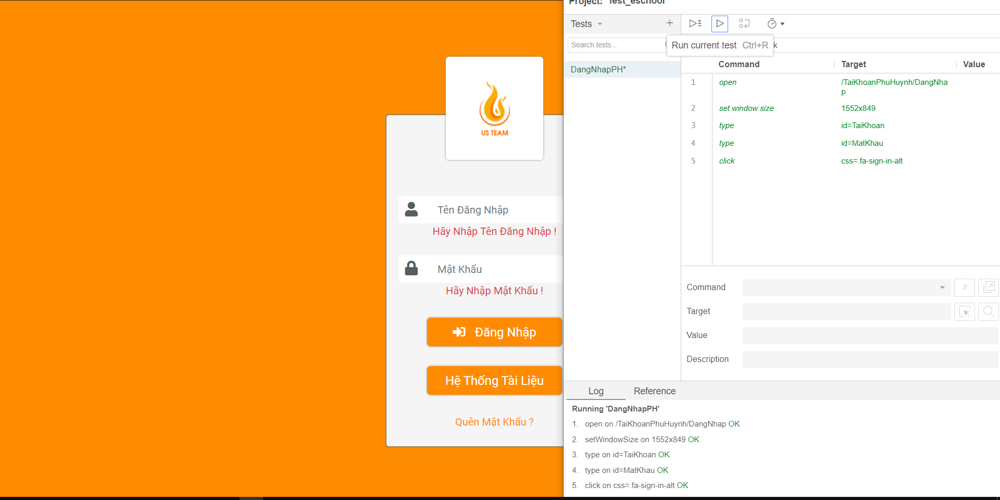 US TEAM
Tên Đăng Nhập
Hãy Nhập Tên Đăng Nhập !
Mật Khẩu
Hãy Nhập Mật Khẩu !
Đăng Nhập
Hệ Thống Tài Liệu
Quên Mật Khẩu ?
Project: Test_eschool
Tests
Search tests...
DangNhapPH*
Run current test Ctrl+R
k
Command Target Value
1 open /TaiKhoanPhuHuynh/DangNha
p
2 set window size 1552x849
3 type id=TaiKhoan
4 type id=MatKhau
5 click css=.fa-sign-in-alt
Command //
Target
Value
Description
Log Reference
Running 'DangNhapPH'
1. open on /TaiKhoanPhuHuynh/DangNhap OK
2. setWindowSize on 1552x849 OK
3. type on id=TaiKhoan OK
4. type on id=MatKhau OK
5. click on css=.fa-sign-in-alt OK